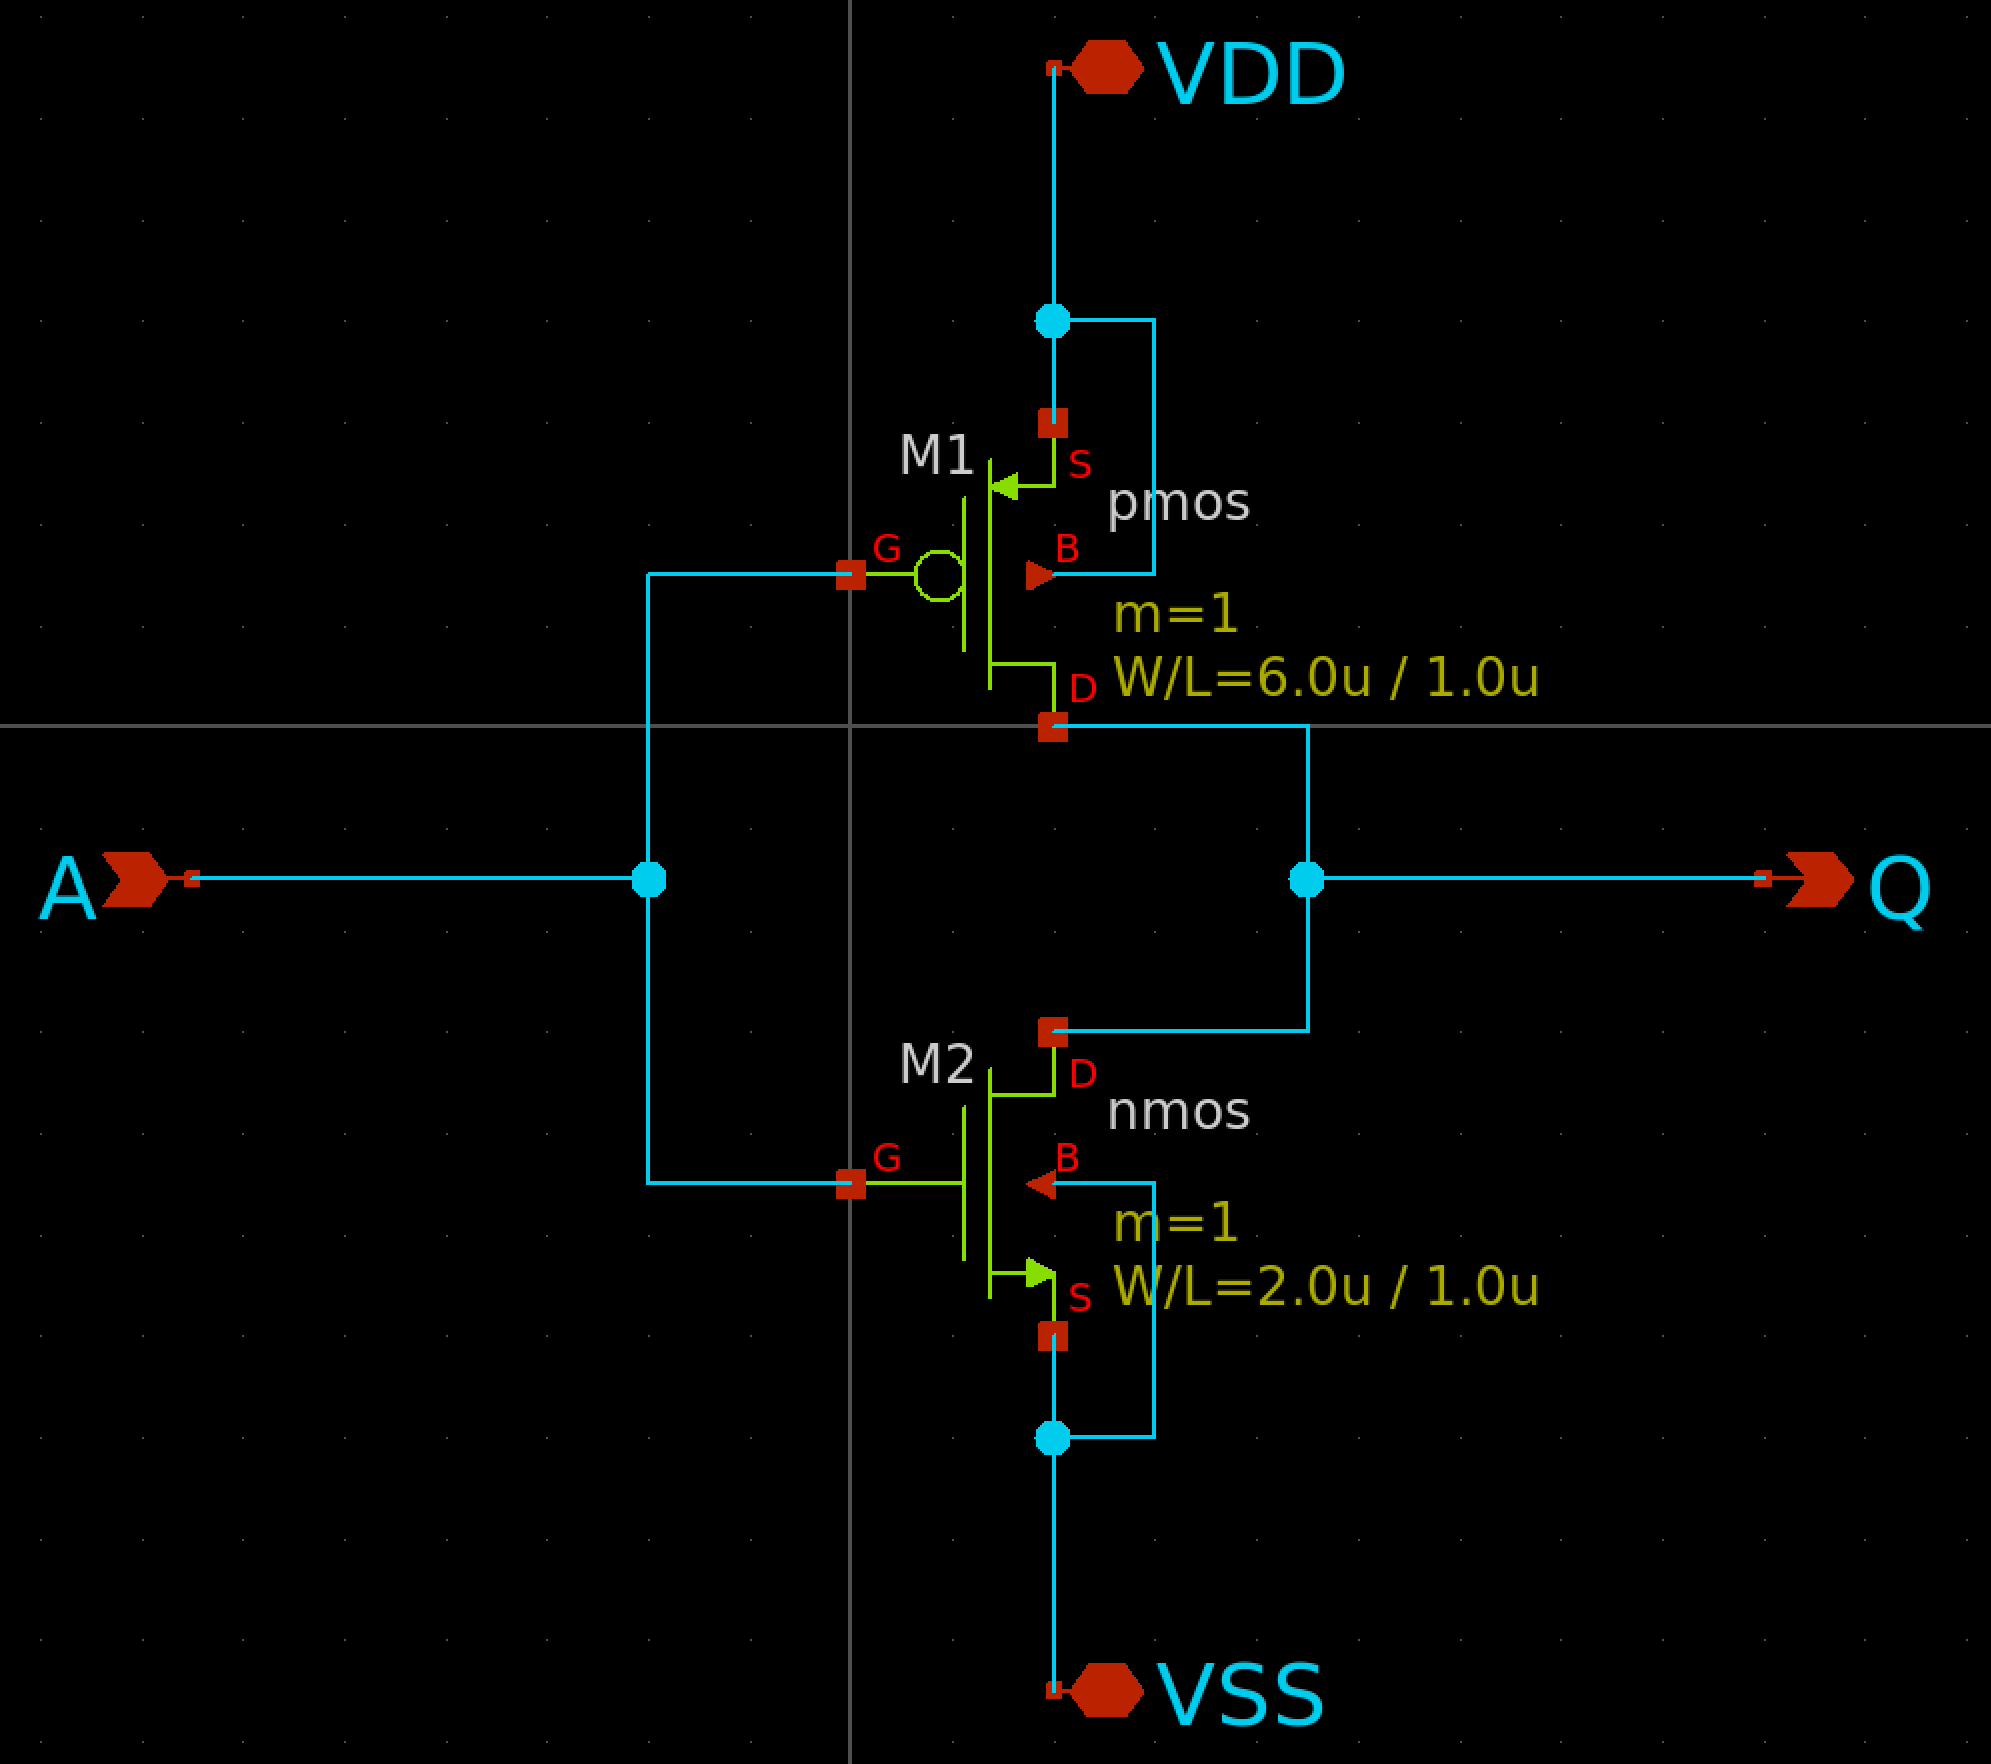 VDD
M1
S
pmos
G
B
m=1
W/L=6.0u / 1.0u
D
A
Q
M2
D
nmos
G
B
m=1
W/L=2.0u / 1.0u
S
VSS